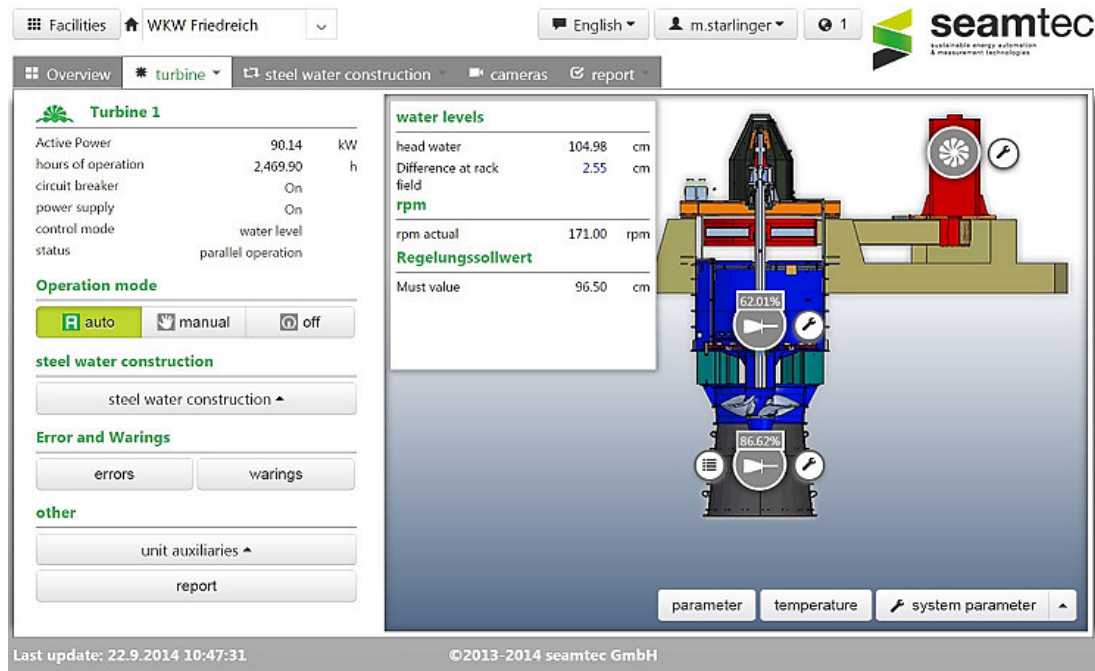 Facilities WKW Friedreich English m.starlinger 1
seamtec
sustainable energy automation
& measurement technologies
Overview turbine steel water construction cameras report
Turbine 1
Active Power 90.14 kW
hours of operation 2,469.90 h
circuit breaker On
power supply On
control mode water level
status parallel operation
Operation mode
A auto manual off
steel water construction
steel water construction
Error and Warings
errors warings
other
unit auxiliaries
report
water levels
head water 104.98 cm
Difference at rack 2.55 cm
field
rpm
rpm actual 171.00 rpm
Regelungssollwert
Must value 96.50 cm
62.01%
86.62%
parameter temperature system parameter
Last update: 22.9.2014 10:47:31 ©2013-2014 seamtec GmbH